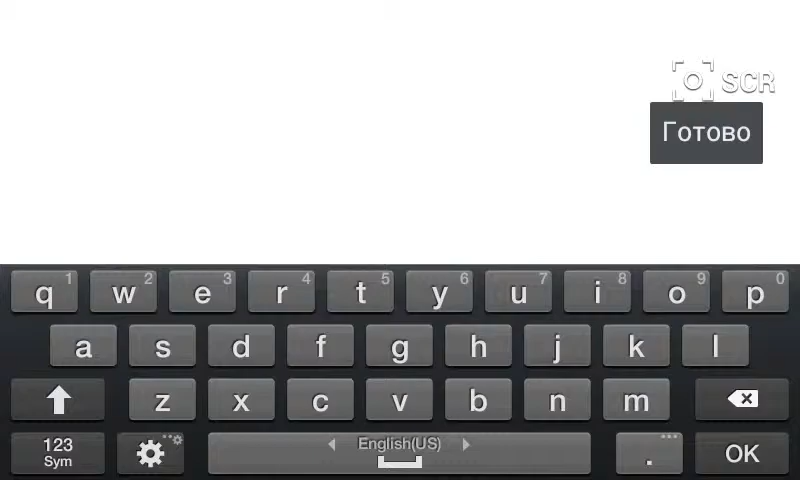 SCR
Готово
q 1 w 2 e 3 r 4 t 5 y 6 u 7 i 8 o 9 p 0
a s d f g h j k l
z x c v b n m
123
Sym
English(US)
.
OK